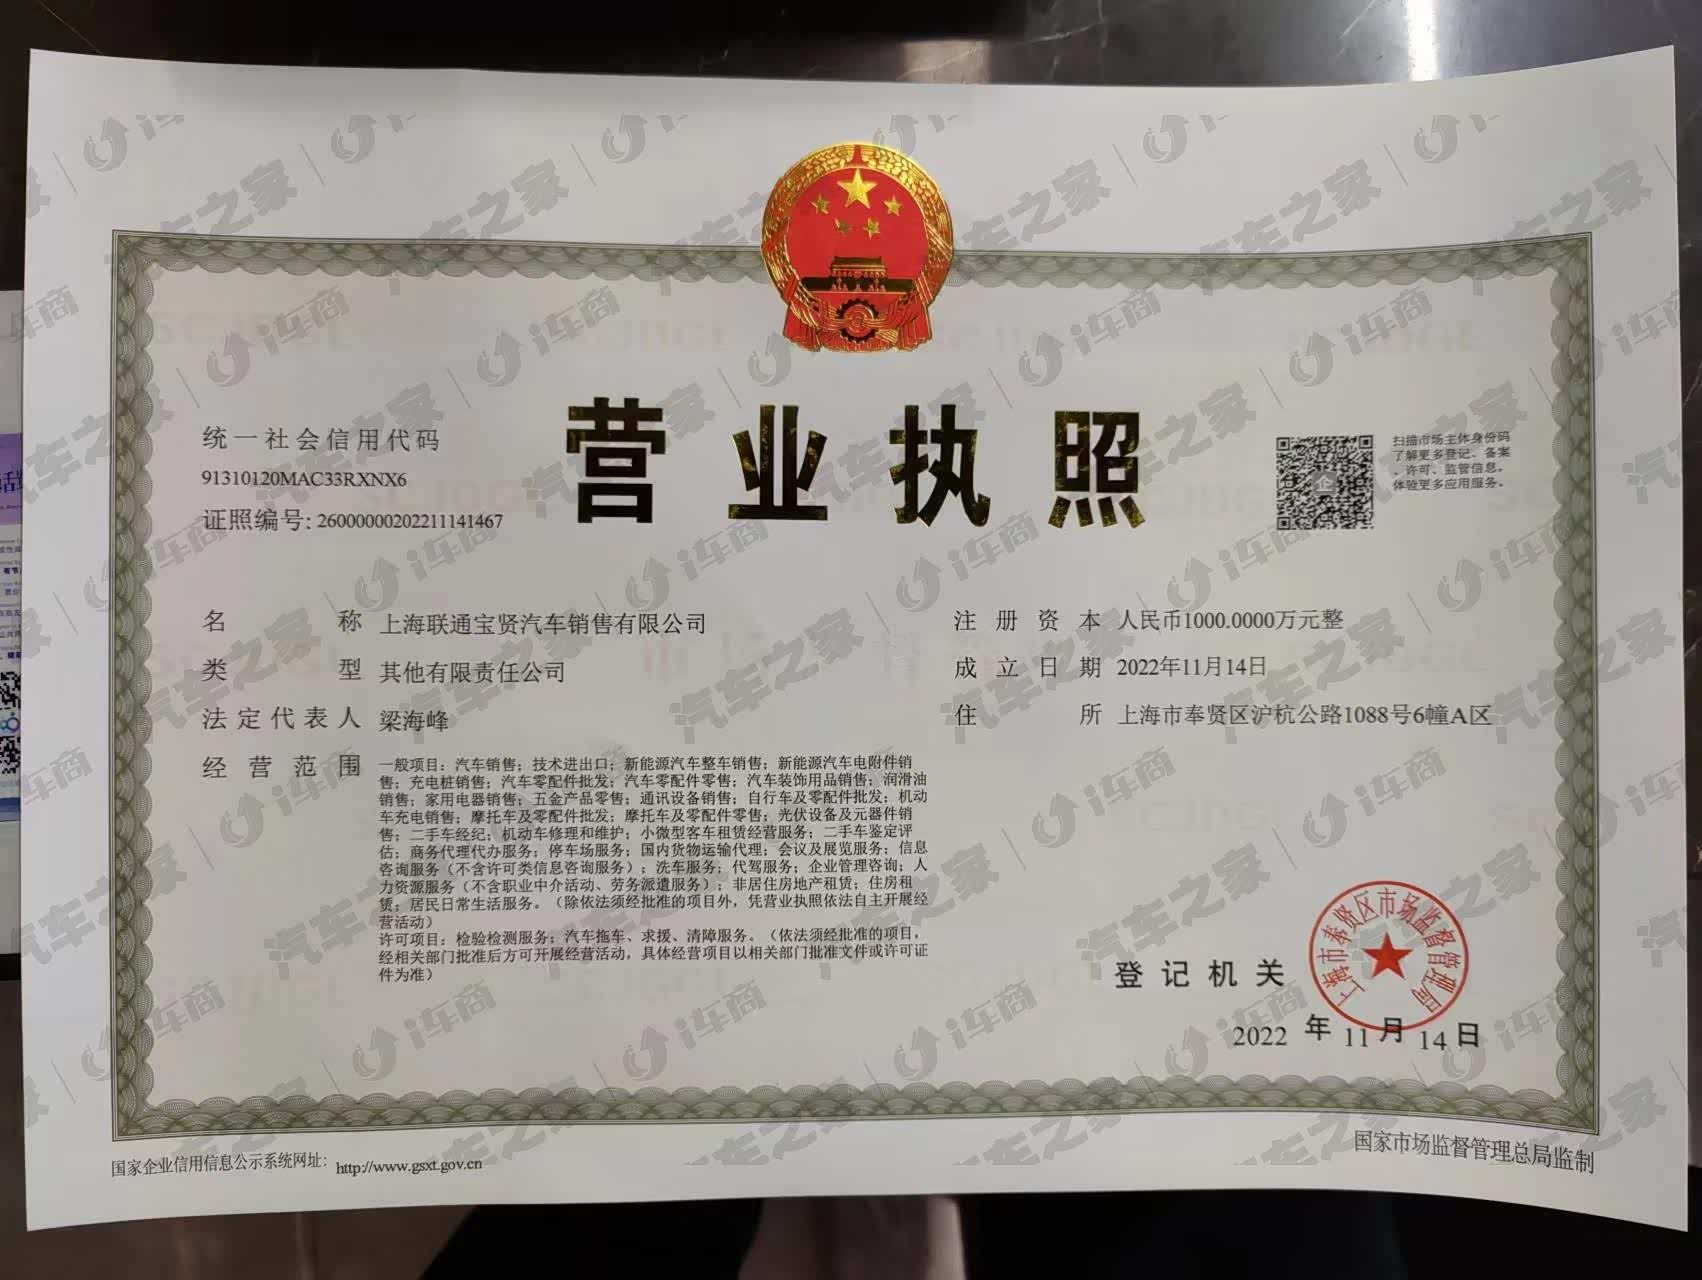 营业执照
统一社会信用代码
91310120MAC33RXNX6
证照编号: 26000000202211141467
扫描市场主体身份码
了解更多登记、备案
、许可、监管信息。
体验更多应用服务。
名称 上海联通宝贤汽车销售有限公司
类型 其他有限责任公司
法定代表人 梁海峰
经营范围 一般项目：汽车销售；技术进出口；新能源汽车整车销售；新能源汽车电附件销
售；充电桩销售；汽车零配件批发；汽车零配件零售；汽车装饰用品销售；润滑油
销售；家用电器销售；五金产品零售；通讯设备销售；自行车及零配件批发；机动
车充电销售；摩托车及零配件批发；摩托车及零配件零售；光伏设备及元器件销
售；二手车经纪；机动车修理和维护；小微型客车租赁经营服务；二手车鉴定评
估；商务代理代办服务；停车场服务；国内货物运输代理；会议及展览服务；信息
咨询服务（不含许可类信息咨询服务）；洗车服务；代驾服务；企业管理咨询；人
力资源服务（不含职业中介活动、劳务派遣服务）；非居住房地产租赁；住房租
赁；居民日常生活服务。（除依法须经批准的项目外，凭营业执照依法自主开展经
营活动）
许可项目：检验检测服务；汽车拖车、求援、清障服务。（依法须经批准的项目，
经相关部门批准后方可开展经营活动，具体经营项目以相关部门批准文件或许可证
件为准）
注册资本 人民币1000.0000万元整
成立日期 2022年11月14日
住所 上海市奉贤区沪杭公路1088号6幢A区
登记机关
上海市奉贤区市场监督管理局
2022 年 11 月 14 日
国家企业信用信息公示系统网址： http://www.gsxt.gov.cn
国家市场监督管理总局监制
汽车之家 | i车商